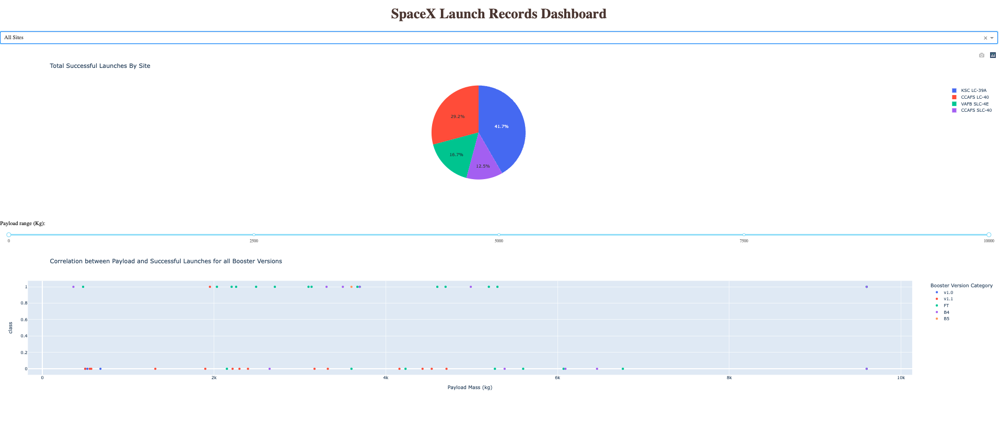 SpaceX Launch Records Dashboard
All Sites
Total Successful Launches By Site
KSC LC-39A
CCAFS LC-40
VAFB SLC-4E
CCAFS SLC-40
29.2%
41.7%
16.7%
12.5%
Payload range (Kg):
0 2500 5000 7500 10000
Correlation between Payload and Successful Launches for all Booster Versions
Booster Version Category
v1.0
v1.1
FT
B4
B5
class
1
0.8
0.6
0.4
0.2
0
0 2k 4k 6k 8k 10k
Payload Mass (kg)